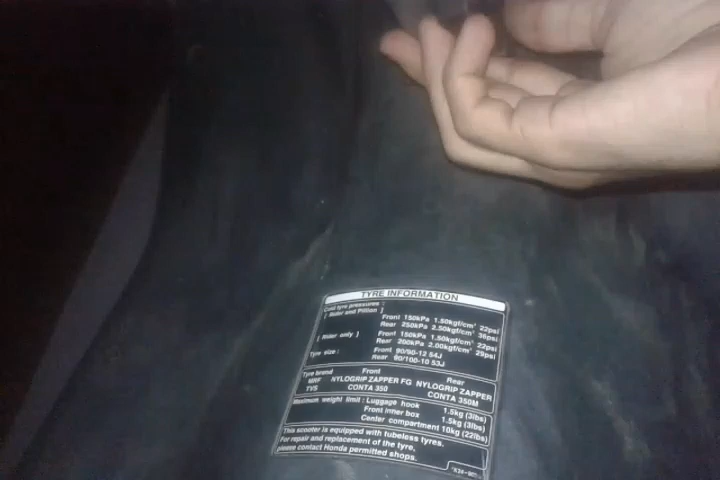 TYRE INFORMATION
Cold tyre pressures :
[ Rider and Pillion ]
Front 150kPa 1.50kgf/cm² 22psi
Rear 250kPa 2.50kgf/cm² 36psi
[ Rider only ] Front 150kPa 1.50kgf/cm² 22psi
Rear 200kPa 2.00kgf/cm² 29psi
Tyre size : Front 90/90-12 54J
Rear 90/100-10 53J
Tyre brand Front Rear
MRF NYLOGRIP ZAPPER FG NYLOGRIP ZAPPER
TVS CONTA 350 CONTA 350M
Maximum weight limit : Luggage hook 1.5kg (3lbs)
Front inner box 1.5kg (3lbs)
Center compartment 10kg (22lbs)
This scooter is equipped with tubeless tyres.
For repair and replacement of the tyre,
please contact Honda permitted shops.